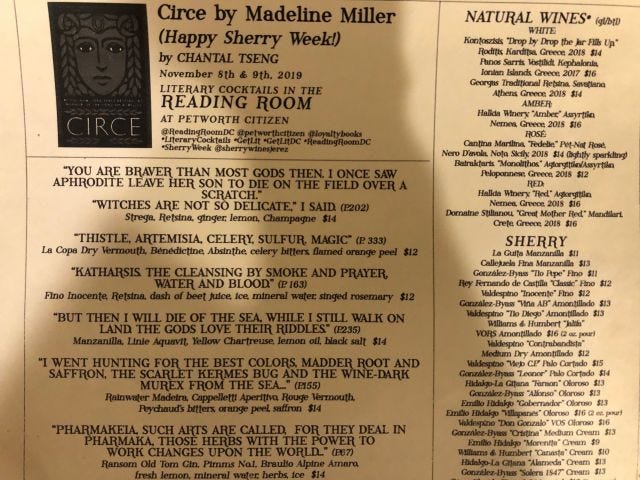 CIRCE
Circe by Madeline Miller
(Happy Sherry Week!)
by CHANTAL TSENG
November 8th & 9th, 2019
LITERARY COCKTAILS IN THE
READING ROOM
AT PETWORTH CITIZEN
@ReadingRoomDC @petworthcitizen @loyaltybooks
•LiteraryCocktails •GetLit •GetLitDC •ReadingRoomDC
•SherryWeek @sherrywinesjerez
"YOU ARE BRAVER THAN MOST GODS THEN. I ONCE SAW
APHRODITE LEAVE HER SON TO DIE ON THE FIELD OVER A
SCRATCH."
"WITCHES ARE NOT SO DELICATE," I SAID. (P.202)
Strega, Retsina, ginger, lemon, Champagne $14
"THISTLE, ARTEMISIA, CELERY, SULFUR, MAGIC" (P. 333)
La Copa Dry Vermouth, Bénédictine, Absinthe, celery bitters, flamed orange peel $12
"KATHARSIS. THE CLEANSING BY SMOKE AND PRAYER,
WATER AND BLOOD." (P. 163)
Fino Inocente, Retsina, dash of beet juice, ice, mineral water, singed rosemary $12
"BUT THEN I WILL DIE OF THE SEA, WHILE I STILL WALK ON
LAND. THE GODS LOVE THEIR RIDDLES." (P.235)
Manzanilla, Linie Aquavit, Yellow Chartreuse, lemon oil, black salt $14
"I WENT HUNTING FOR THE BEST COLORS, MADDER ROOT AND
SAFFRON, THE SCARLET KERMES BUG AND THE WINE-DARK
MUREX FROM THE SEA..." (P.155)
Rainwater Madeira, Cappelletti Aperitivo, Rouge Vermouth,
Peychaud's bitters, orange peel, saffron $14
"PHARMAKEIA, SUCH ARTS ARE CALLED, FOR THEY DEAL IN
PHARMAKA, THOSE HERBS WITH THE POWER TO
WORK CHANGES UPON THE WORLD..." (P.67)
Ransom Old Tom Gin, Pimms No.1, Braulio Alpine Amaro,
fresh lemon, mineral water, herbs, ice $14
NATURAL WINES* (gl/btl)
WHITE:
Kontozisis, "Drop by Drop the Jar Fills Up,"
Roditis, Karditsa, Greece, 2018 $14
Panos Sarris, Vostilidi, Kephalonia,
Ionian Islands, Greece, 2017 $16
Georgas Traditional Retsina, Savatiano,
Athens, Greece, 2018 $14
AMBER:
Halkia Winery, "Amber," Assyrtiko,
Nemea, Greece, 2018 $16
ROSÉ:
Cantina Marilina, "Fedelie," Pet-Nat Rosé,
Nero D'avola, Noto, Sicily, 2018 $14 (lightly sparkling)
Bairaktaris, "Monolithos," Agiorgitiko/Assyrtiko,
Peloponnese, Greece, 2018 $12
RED:
Halkia Winery, "Red," Agiorgitiko,
Nemea, Greece, 2018 $16
Domaine Stilianou, "Great Mother Red," Mandilari,
Crete, Greece, 2018 $16
SHERRY
La Guita Manzanilla $11
Callejuela Fina Manzanilla $13
González-Byass "Tio Pepe" Fino $11
Rey Fernando de Castilla "Classic" Fino $12
Valdespino "Inocente" Fino $12
González-Byass "Viña AB" Amontillado $13
Valdespino "Tio Diego" Amontillado $13
Williams & Humbert "Jalifa"
VORS Amontillado $16 (2 oz. pour)
Valdespino "Contrabandista"
Medium Dry Amontillado $12
Valdespino "Viejo C.P." Palo Cortado $15
González-Byass "Leonor" Palo Cortado $14
Hidalgo-La Gitana "Faraon" Oloroso $13
González-Byass "Alfonso" Oloroso $13
Emilio Hidalgo "Gobernador" Oloroso $13
Emilio Hidalgo "Villapanés" Oloroso $16 (2 oz. pour)
Valdespino "Don Gonzalo" VOS Oloroso $16
González-Byass "Cristina" Medium Cream $13
Emilio Hidalgo "Morenita" Cream $9
Williams & Humbert "Canasta" Cream $10
Hidalgo-La Gitana "Alameda" Cream $13
González-Byass "Solera 1847" Cream $13